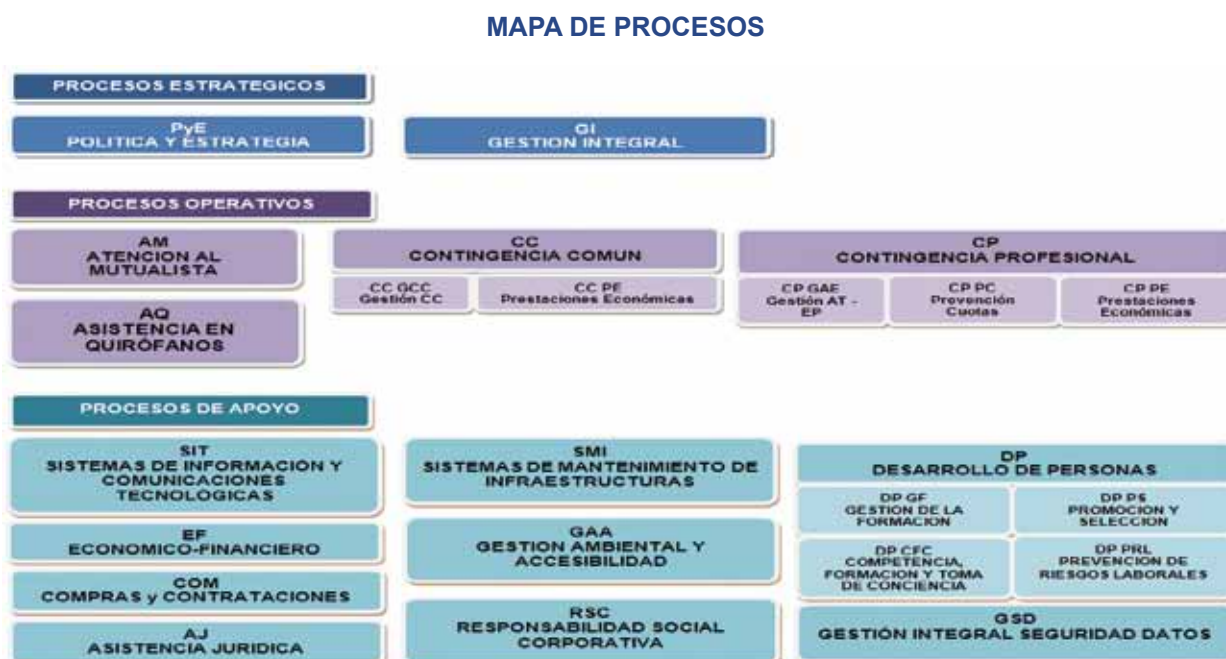 MAPA DE PROCESOS
PROCESOS ESTRATEGICOS
PyE
POLITICA Y ESTRATEGIA
GI
GESTION INTEGRAL
PROCESOS OPERATIVOS
AM
ATENCION AL
MUTUALISTA
AQ
ASISTENCIA EN
QUIRÓFANOS
CC
CONTINGENCIA COMUN
CC GCC
Gestión CC
CC PE
Prestaciones Económicas
CP
CONTINGENCIA PROFESIONAL
CP GAE
Gestión AT -
EP
CP PC
Prevención
Cuotas
CP PE
Prestaciones
Económicas
PROCESOS DE APOYO
SIT
SISTEMAS DE INFORMACIÓN Y
COMUNICACIONES
TECNOLÓGICAS
EF
ECONOMICO-FINANCIERO
COM
COMPRAS y CONTRATACIONES
AJ
ASISTENCIA JURIDICA
SMI
SISTEMAS DE MANTENIMIENTO DE
INFRAESTRUCTURAS
GAA
GESTION AMBIENTAL Y
ACCESIBILIDAD
RSC
RESPONSABILIDAD SOCIAL
CORPORATIVA
DP
DESARROLLO DE PERSONAS
DP GF
GESTION DE LA
FORMACION
DP PS
PROMOCION Y
SELECCION
DP CFC
COMPETENCIA,
FORMACION Y TOMA
DE CONCIENCIA
DP PRL
PREVENCION DE
RIESGOS LABORALES
GSD
GESTIÓN INTEGRAL SEGURIDAD DATOS